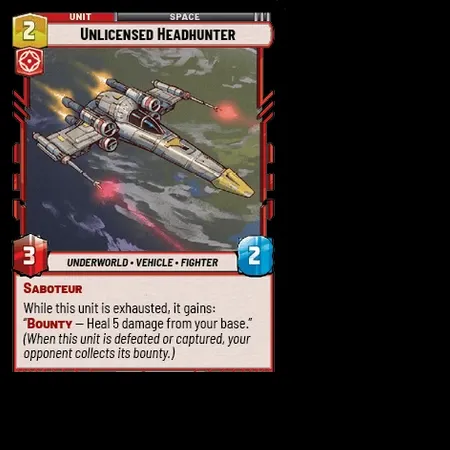 UNIT SPACE
2 UNLICENSED HEADHUNTER
3 UNDERWORLD • VEHICLE • FIGHTER 2
SABOTEUR
While this unit is exhausted, it gains:
"BOUNTY — Heal 5 damage from your base."
(When this unit is defeated or captured, your
opponent collects its bounty.)